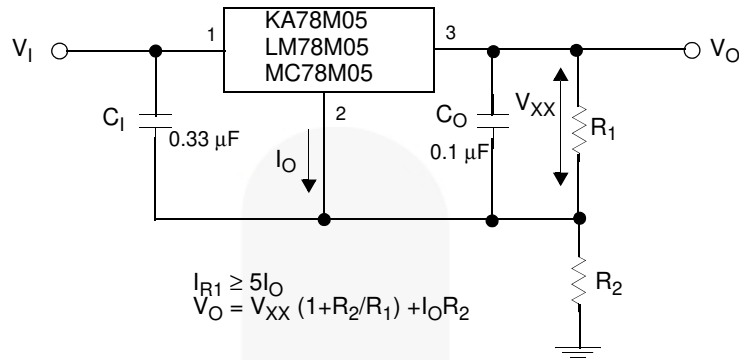 KA78M05
LM78M05
MC78M05
V_I
1
3
V_O
C_I
0.33 μF
2
I_O
C_O
0.1 μF
V_XX
R_1
R_2
I_R1 ≥ 5I_O
V_O = V_XX (1+R_2/R_1) +I_OR_2